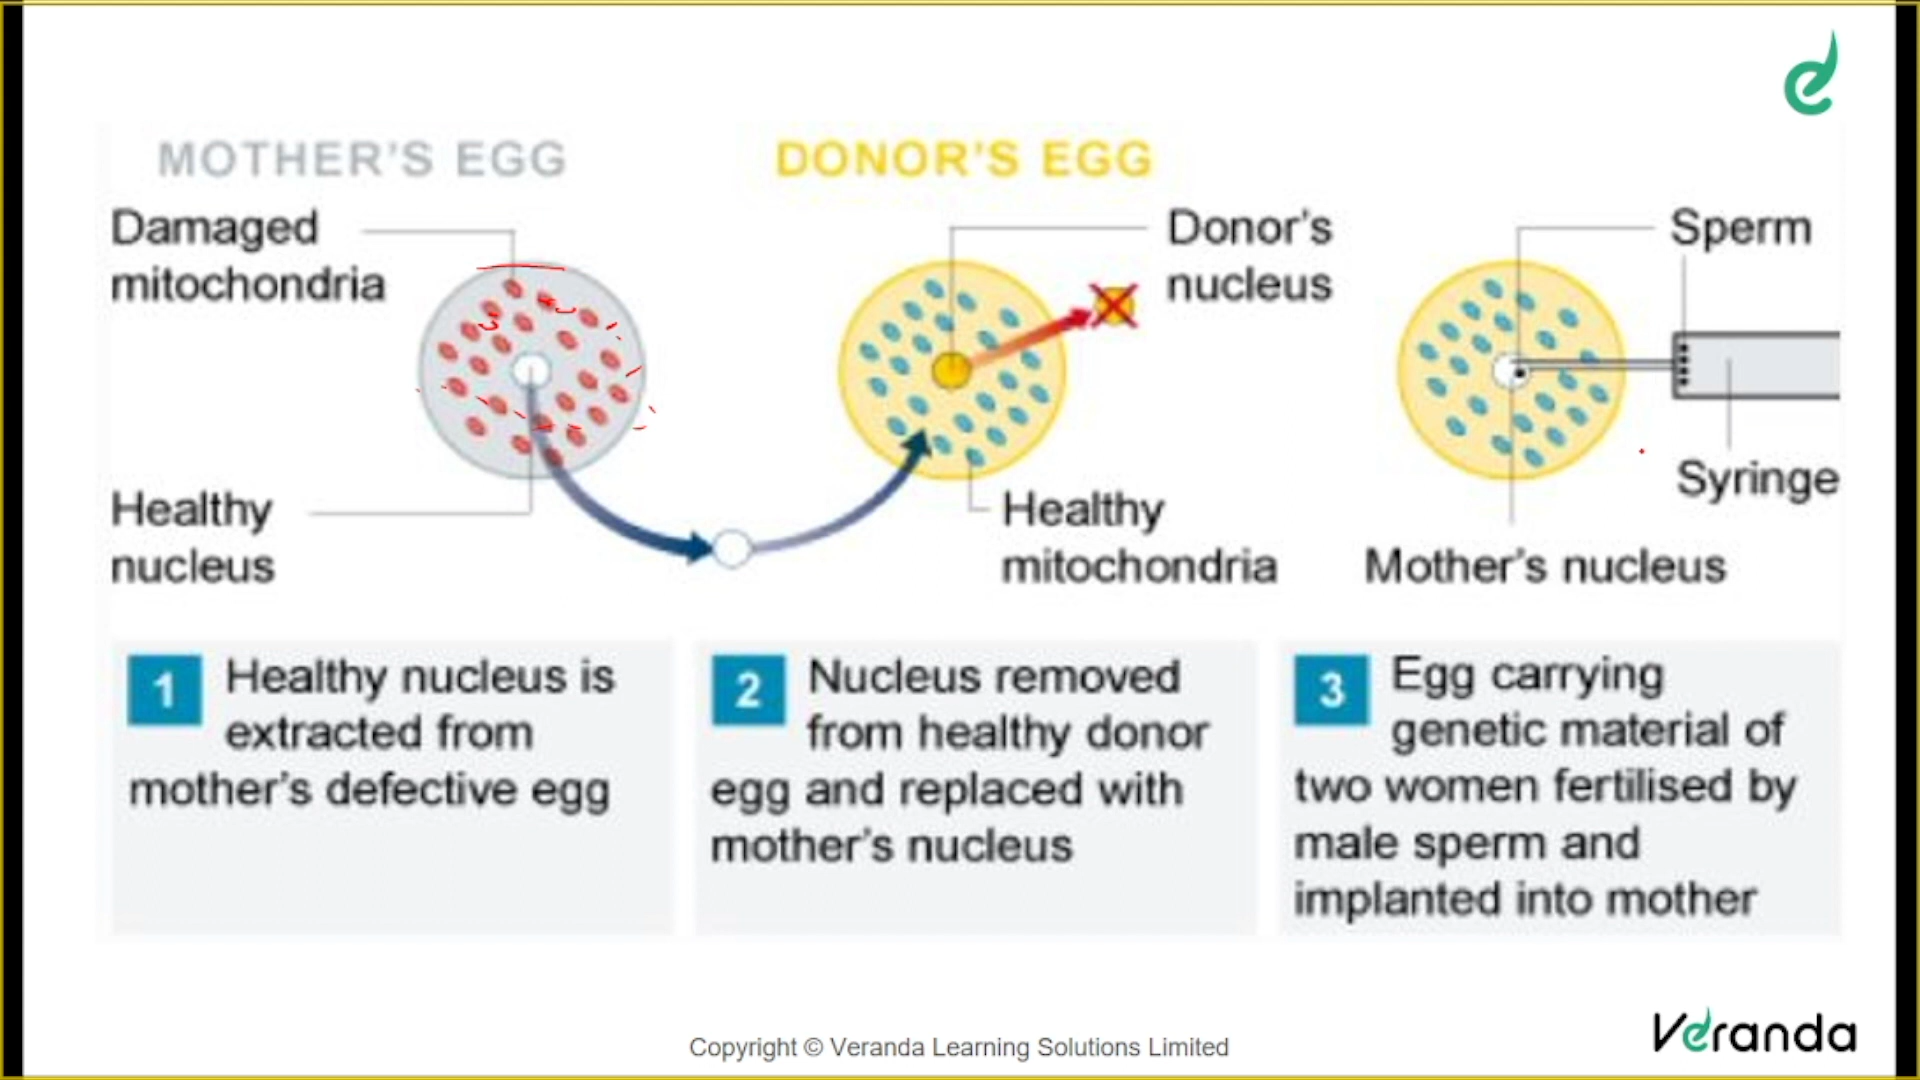 MOTHER'S EGG
DONOR'S EGG
Damaged
mitochondria
Donor's
nucleus
Sperm
Healthy
nucleus
Healthy
mitochondria
Syringe
Mother's nucleus
1 Healthy nucleus is
extracted from
mother's defective egg
2 Nucleus removed
from healthy donor
egg and replaced with
mother's nucleus
3 Egg carrying
genetic material of
two women fertilised by
male sperm and
implanted into mother
Copyright © Veranda Learning Solutions Limited
Veranda